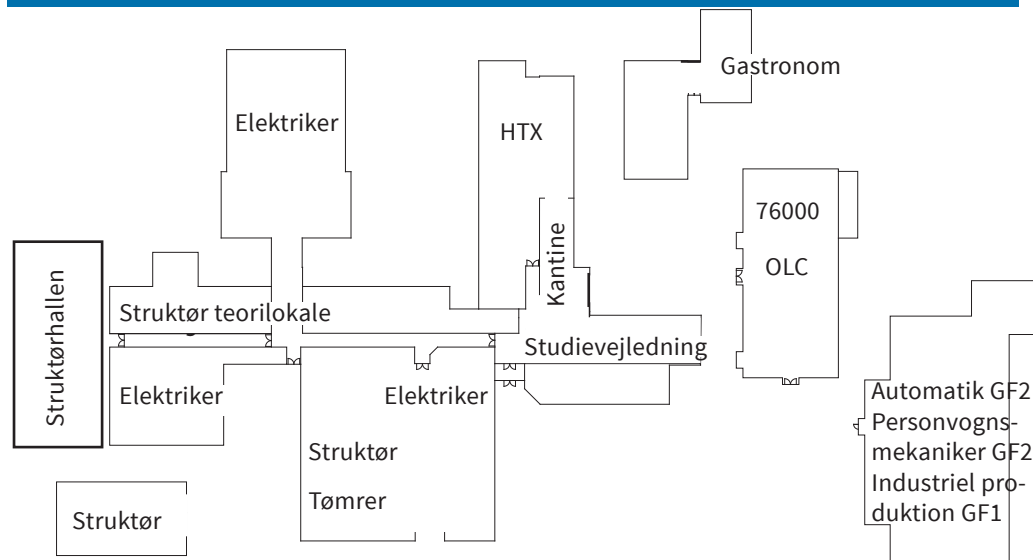 Gastronom
Elektriker
HTX
76000
OLC
Kantine
Strukturhallen
Struktør teorilokale
Studievejledning
Elektriker
Elektriker
Struktør
Tømrer
Struktør
Automatik GF2
Personvogns-
mekaniker GF2
Industriel pro-
duktion GF1